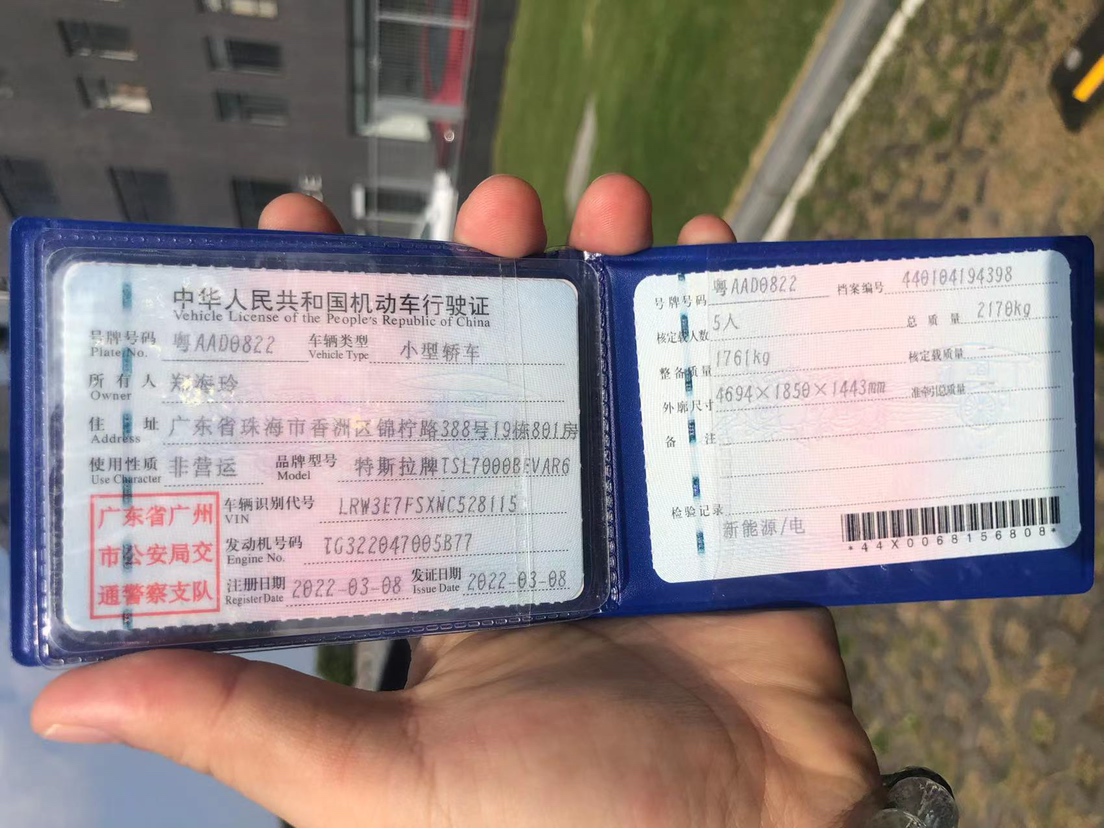 中华人民共和国机动车行驶证
Vehicle License of the People's Republic of China
号牌号码 粤AAD0822 车辆类型 小型轿车
Plate No. Vehicle Type
所有人 郑海玲
Owner
住址 广东省珠海市香洲区锦柠路388号19栋801房
Address
使用性质 非营运 品牌型号 特斯拉牌TSL7000BEVAR6
Use Character Model
广东省广州市公安局交通警察支队
车辆识别代号 LRW3E7FSXNC528115
VIN
发动机号码 TG322047005B77
Engine No.
注册日期 2022-03-08 发证日期 2022-03-08
Register Date Issue Date
号牌号码 粤AAD0822 档案编号 440104194398
核定载人数 5人 总质量 2170kg
整备质量 1761kg 核定载质量
外廓尺寸 4694×1850×1443mm 准牵引总质量
备注
检验记录
新能源/电
*44X0068156808*